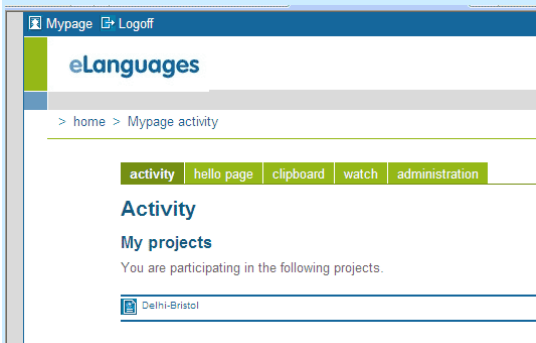 Mypage Logoff
eLanguages
> home > Mypage activity
activity hello page clipboard watch administration
Activity
My projects
You are participating in the following projects.
Delhi-Bristol